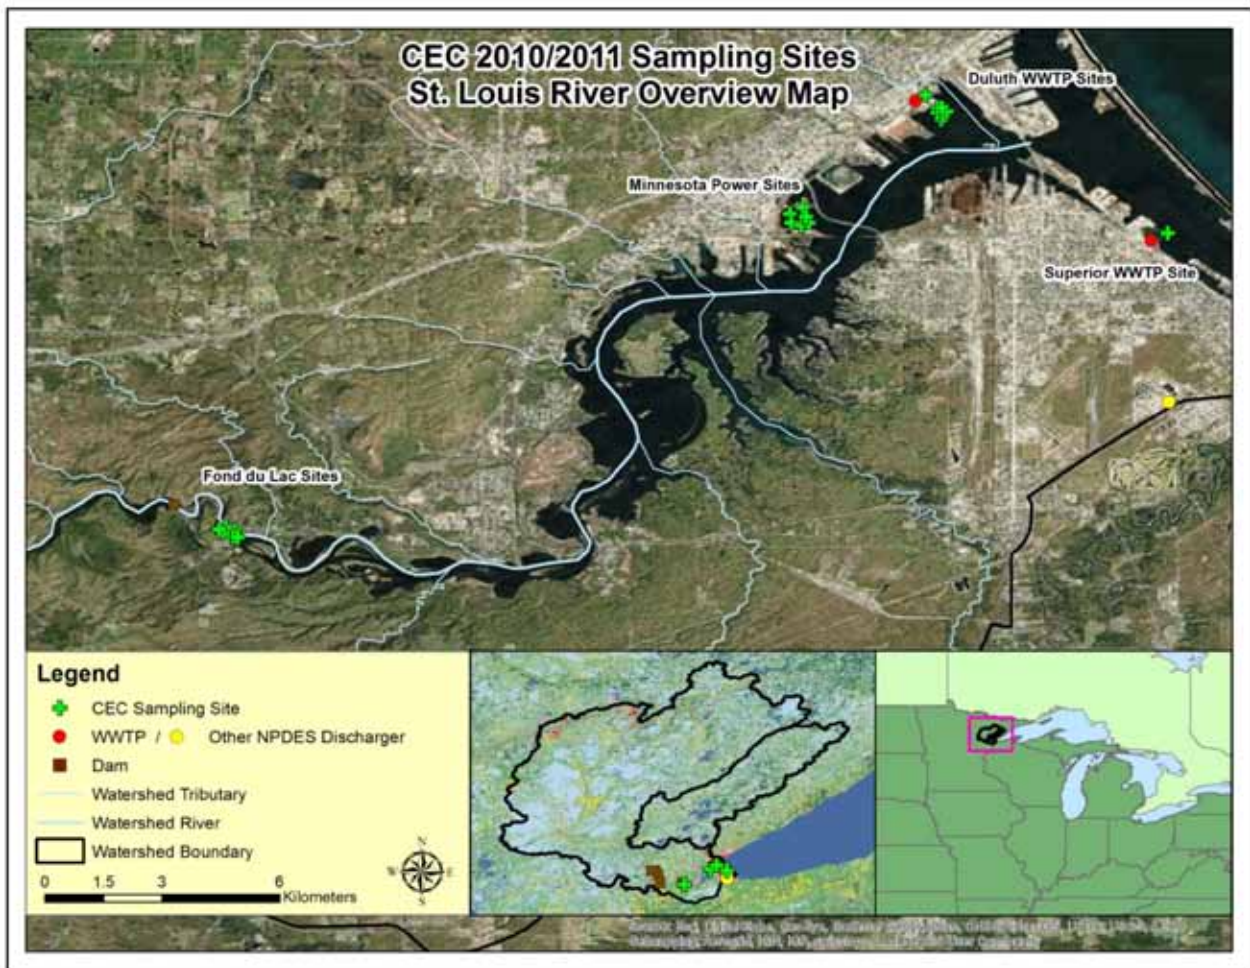 CEC 2010/2011 Sampling Sites
St. Louis River Overview Map
Duluth WWTP Sites
Minnesota Power Sites
Superior WWTP Site
Fond du Lac Sites
Legend
CEC Sampling Site
WWTP / Other NPDES Discharger
Dam
Watershed Tributary
Watershed River
Watershed Boundary
0 1.5 3 6
Kilometers
N
W E
S